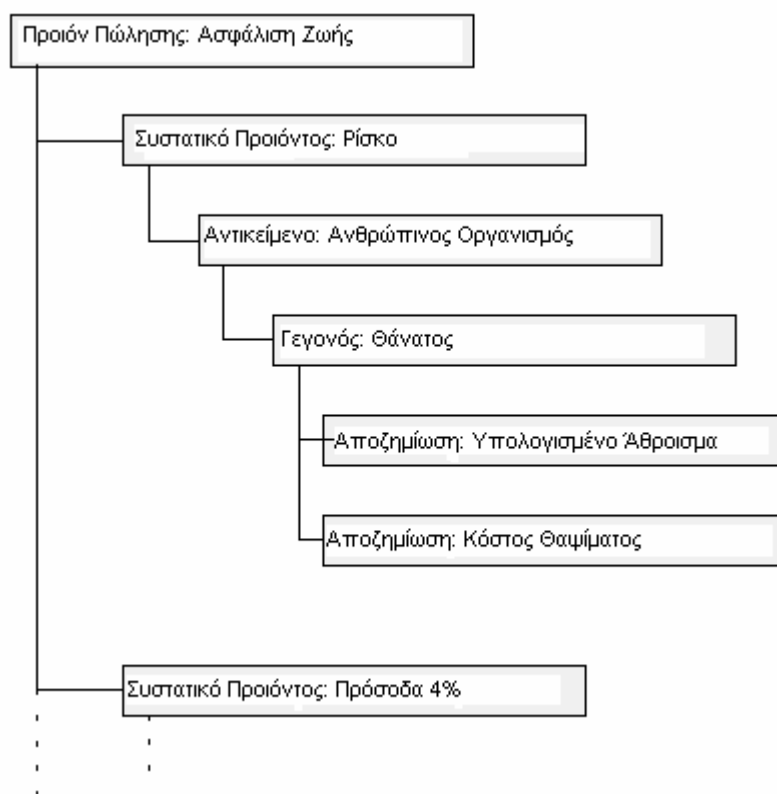 Προιόν Πώλησης: Ασφάλιση Ζωής
Συστατικό Προιόντος: Ρίσκο
Αντικείμενο: Ανθρώπινος Οργανισμός
Γεγονός: Θάνατος
Αποζημίωση: Υπολογισμένο Άθροισμα
Αποζημίωση: Κόστος Θαψίματος
Συστατικό Προιόντος: Πρόσοδα 4%